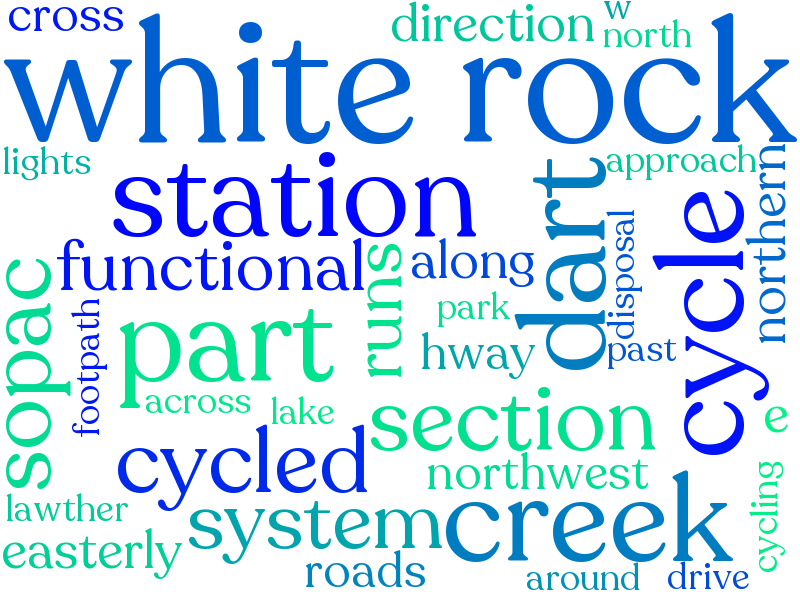 cross
direction
w
north
white rock
lights
station
approach
dart
northern
cycle
functional
runs
along
disposal
sopac
footpath
part
park
hway
past
across
lake
section
e
cycled
northwest
cycling
lawther
system
creek
easterly
roads
around
drive